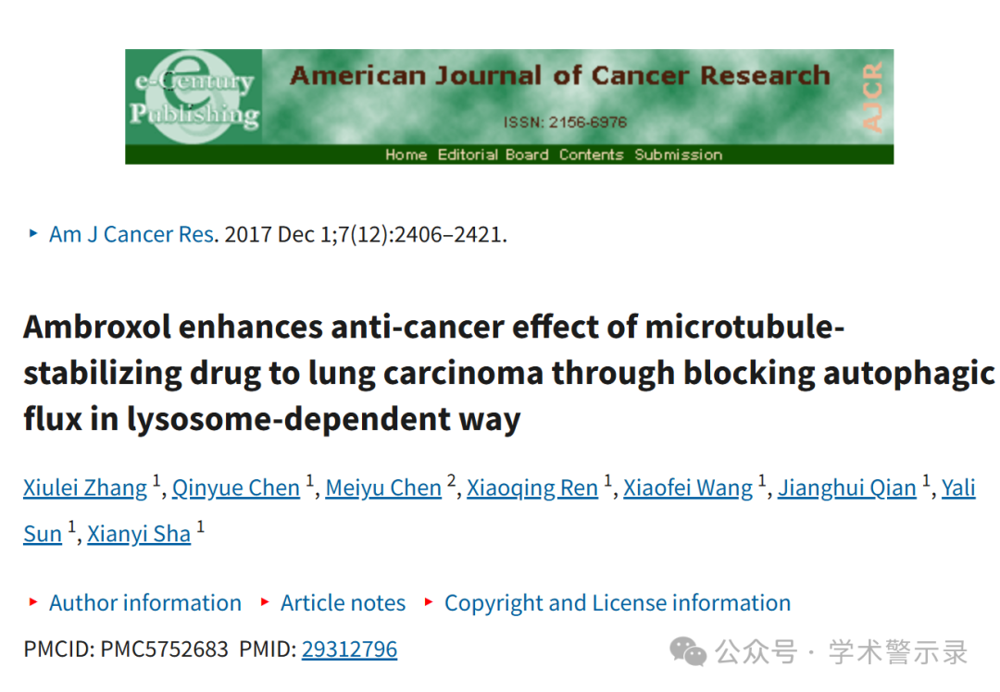 e-Century
Publishing
American Journal of Cancer Research
ISSN: 2156-6976
AJCR
Home Editorial Board Contents Submission
▸ Am J Cancer Res. 2017 Dec 1;7(12):2406–2421.
Ambroxol enhances anti-cancer effect of microtubule-
stabilizing drug to lung carcinoma through blocking autophagic
flux in lysosome-dependent way
Xiulei Zhang 1, Qinyue Chen 1, Meiyu Chen 2, Xiaoqing Ren 1, Xiaofei Wang 1, Jianghui Qian 1, Yali
Sun 1, Xianyi Sha 1
▸ Author information ▸ Article notes ▸ Copyright and License information
PMCID: PMC5752683 PMID: 29312796
公众号 · 学术警示录